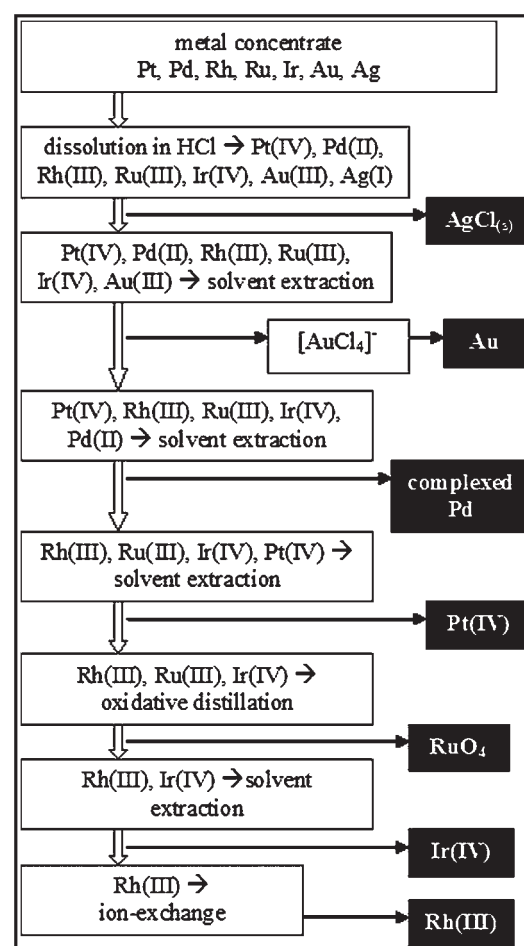 metal concentrate
Pt, Pd, Rh, Ru, Ir, Au, Ag
dissolution in HCl → Pt(IV), Pd(II),
Rh(III), Ru(III), Ir(IV), Au(III), Ag(I)
AgCl(s)
Pt(IV), Pd(II), Rh(III), Ru(III),
Ir(IV), Au(III) → solvent extraction
[AuCl4]-
Au
Pt(IV), Rh(III), Ru(III), Ir(IV),
Pd(II) → solvent extraction
complexed
Pd
Rh(III), Ru(III), Ir(IV), Pt(IV) →
solvent extraction
Pt(IV)
Rh(III), Ru(III), Ir(IV) →
oxidative distillation
RuO4
Rh(III), Ir(IV) →solvent
extraction
Ir(IV)
Rh(III) →
ion-exchange
Rh(III)